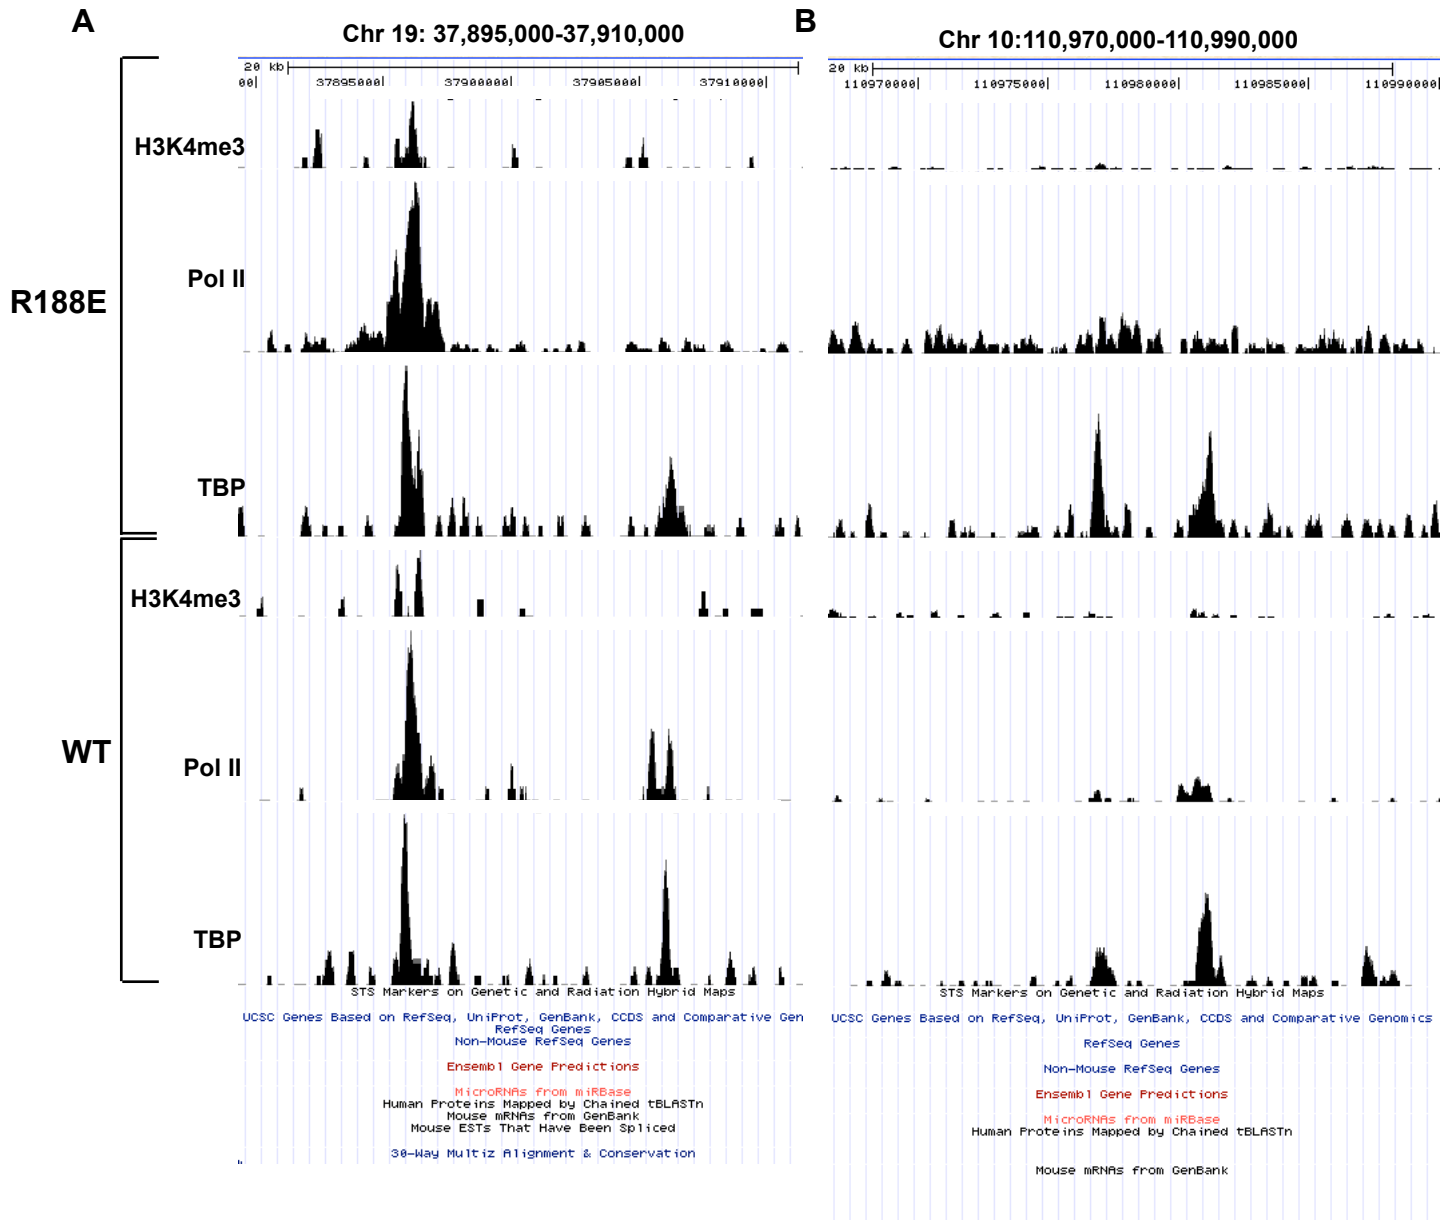 A
B
Chr 19: 37,895,000-37,910,000
Chr 10:110,970,000-110,990,000
20 kb
00| 37895000| 37900000| 37905000| 37910000|
20 kb
110970000| 110975000| 110980000| 110985000| 110990000
H3K4me3
Pol II
R188E
TBP
H3K4me3
Pol II
WT
TBP
STS Markers on Genetic and Radiation Hybrid Maps
UCSC Genes Based on RefSeq, UniProt, GenBank, CCDS and Comparative Gen
RefSeq Genes
Non-Mouse RefSeq Genes
Ensembl Gene Predictions
MicroRNAs from miRBase
Human Proteins Mapped by Chained tBLASTn
Mouse mRNAs from GenBank
Mouse ESTs That Have Been Spliced
30-Way Multiz Alignment & Conservation
STS Markers on Genetic and Radiation Hybrid Maps
UCSC Genes Based on RefSeq, UniProt, GenBank, CCDS and Comparative Genomics
RefSeq Genes
Non-Mouse RefSeq Genes
Ensembl Gene Predictions
MicroRNAs from miRBase
Human Proteins Mapped by Chained tBLASTn
Mouse mRNAs from GenBank